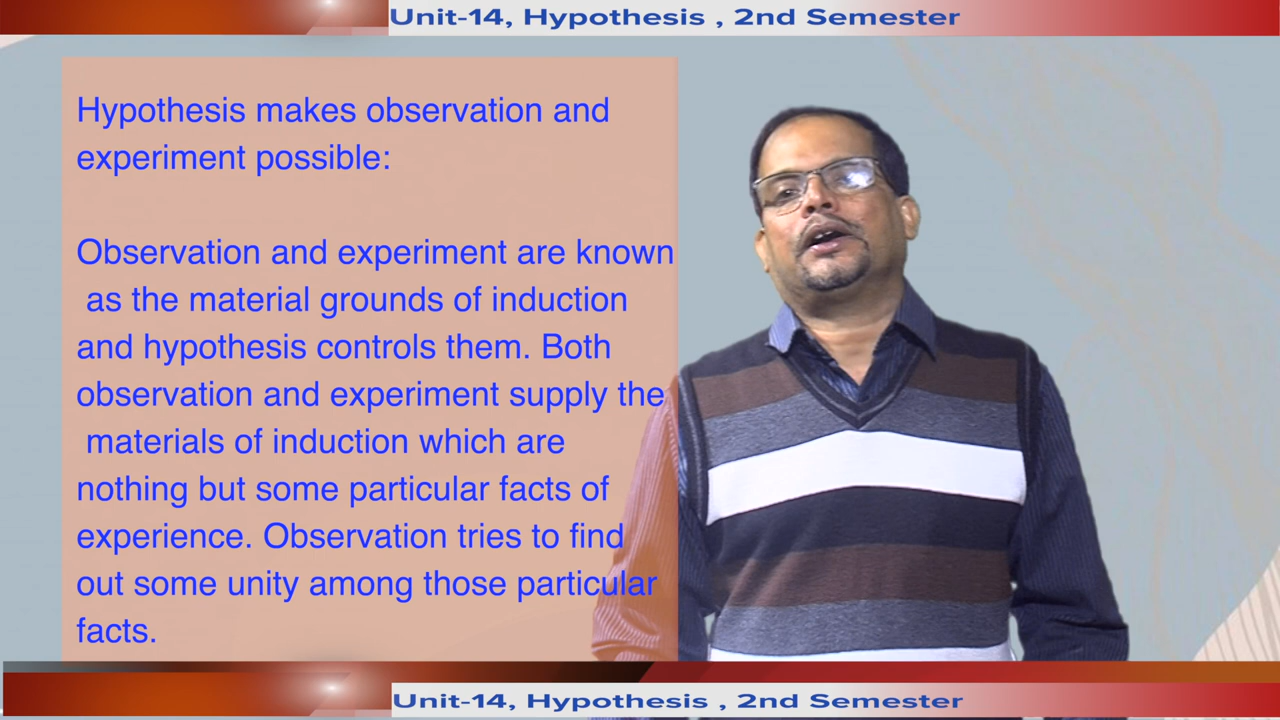 Unit-14, Hypothesis , 2nd Semester
Hypothesis makes observation and
experiment possible:
Observation and experiment are known
as the material grounds of induction
and hypothesis controls them. Both
observation and experiment supply the
materials of induction which are
nothing but some particular facts of
experience. Observation tries to find
out some unity among those particular
facts.
Unit-14, Hypothesis , 2nd Semester